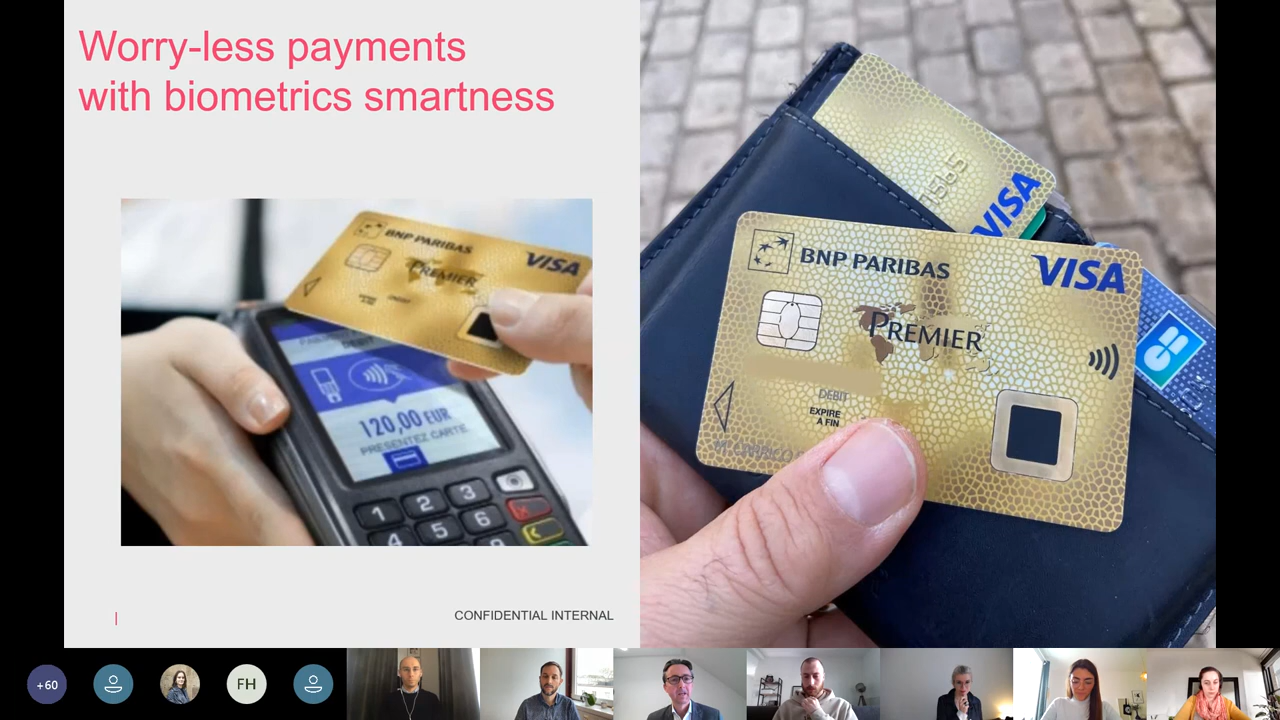 Worry-less payments
with biometrics smartness
BNP PARIBAS
VISA
PREMIER
120,00 EUR
PRESENTEZ CARTE
1 2 3
4 5 6
CONFIDENTIAL INTERNAL
1565
VISA
BNP PARIBAS
VISA
PREMIER
DEBIT
EXPIRE
A FIN
+60
FH